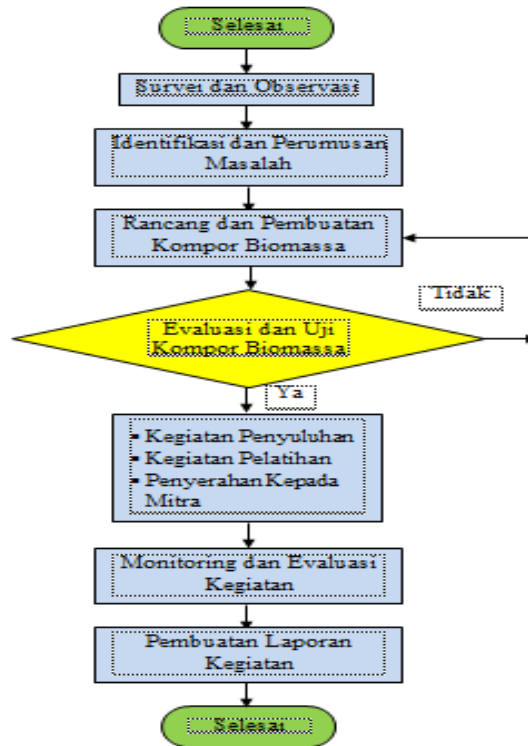 Selesai
Survei dan Observasi
Identifikasi dan Perumusan
Masalah
Rancang dan Pembuatan
Kompor Biomassa
Tidak
Evaluasi dan Uji
Kompor Biomassa
Ya
▪ Kegiatan Penyuluhan
▪ Kegiatan Pelatihan
▪ Penyerahan Kepada
Mitra
Monitoring dan Evaluasi
Kegiatan
Pembuatan Laporan
Kegiatan
Selesai